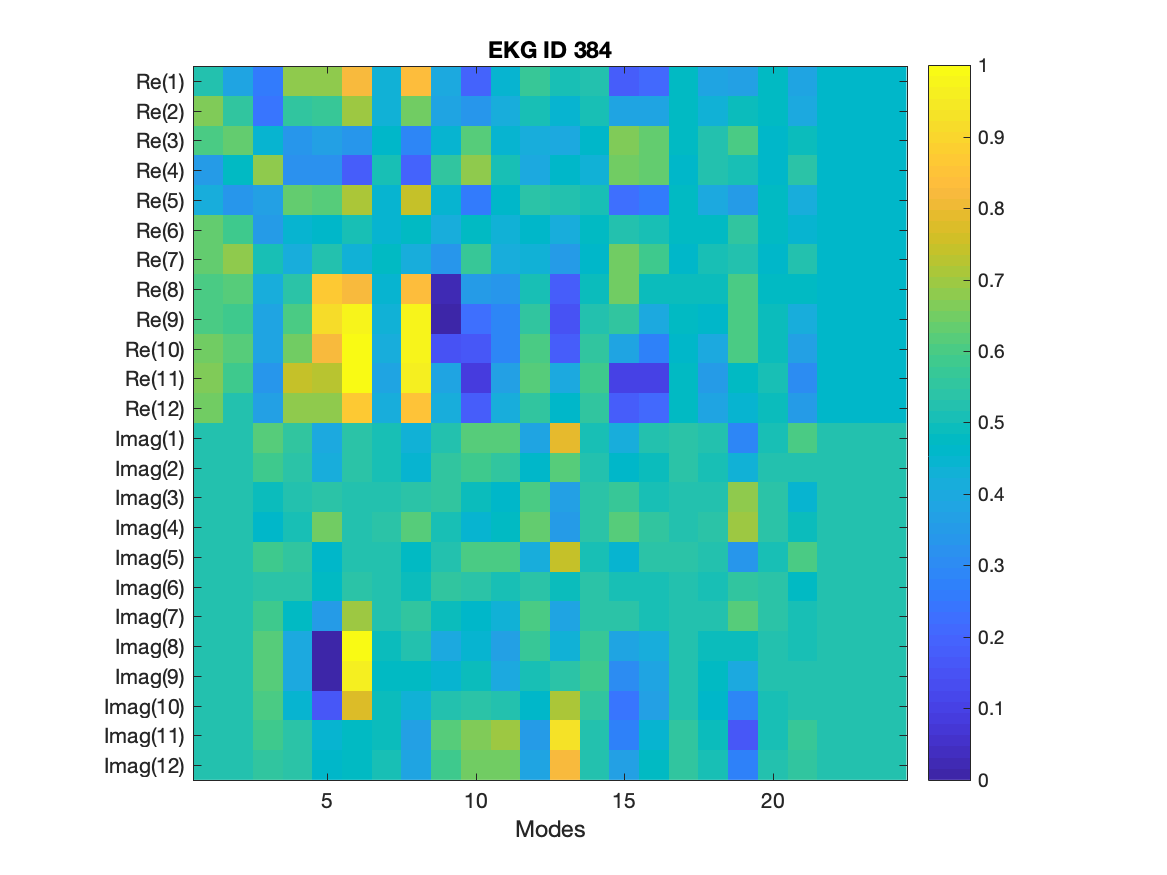 EKG ID 384
Re(1)
Re(2)
Re(3)
Re(4)
Re(5)
Re(6)
Re(7)
Re(8)
Re(9)
Re(10)
Re(11)
Re(12)
Imag(1)
Imag(2)
Imag(3)
Imag(4)
Imag(5)
Imag(6)
Imag(7)
Imag(8)
Imag(9)
Imag(10)
Imag(11)
Imag(12)
5 10 15 20
Modes
1
0.9
0.8
0.7
0.6
0.5
0.4
0.3
0.2
0.1
0